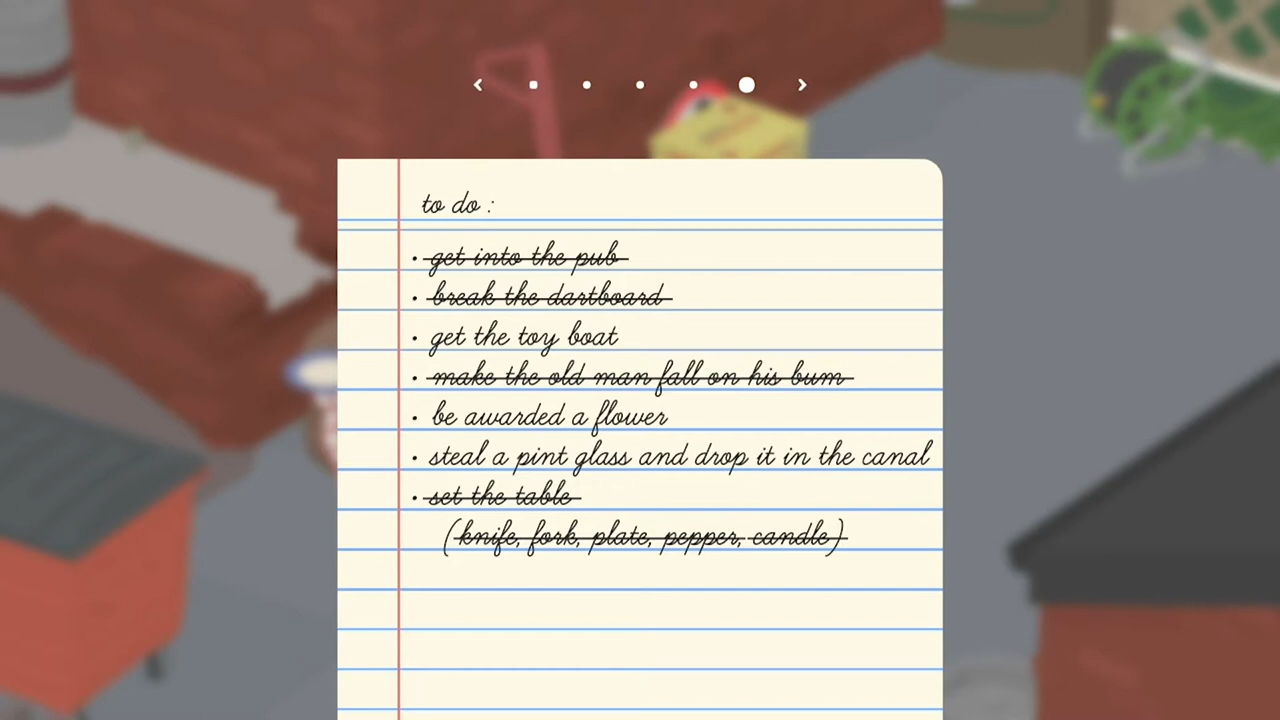 to do :
• get into the pub
• break the dartboard
• get the toy boat
• make the old man fall on his bum
• be awarded a flower
• steal a pint glass and drop it in the canal
• set the table
(knife, fork, plate, pepper, candle)